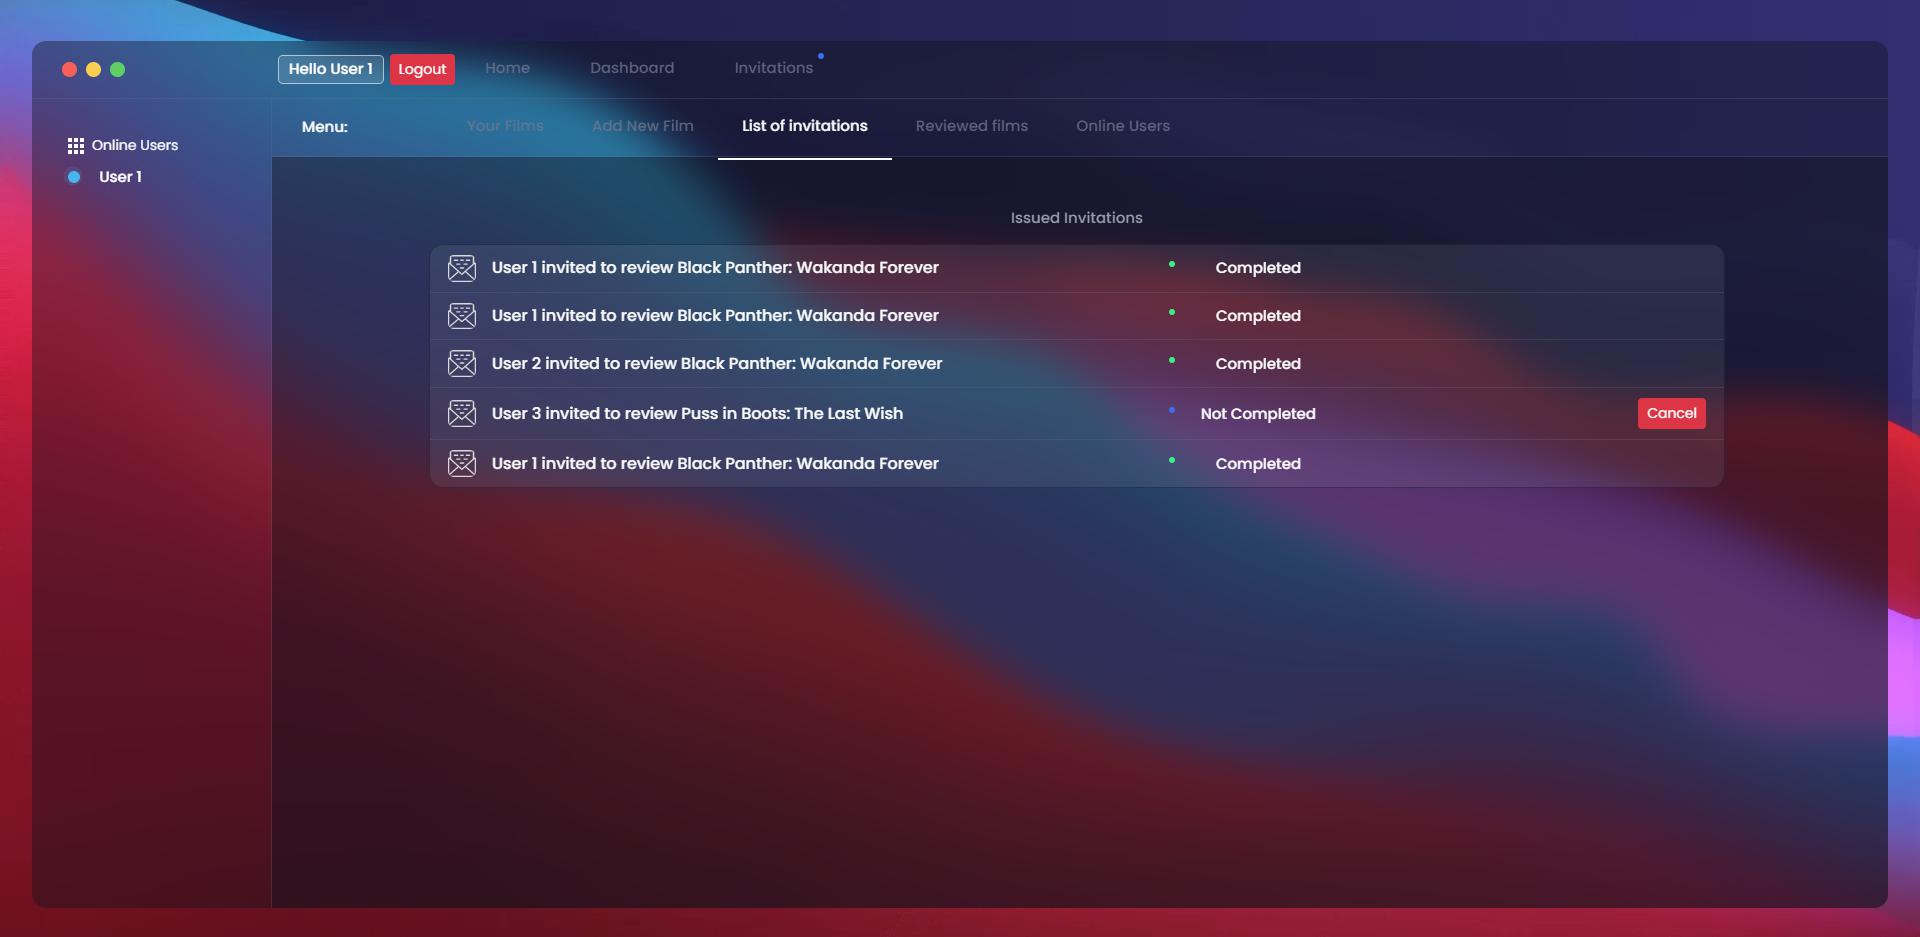 Hello User 1 Logout Home Dashboard Invitations
Menu: Your Films Add New Film List of invitations Reviewed films Online Users
Online Users
User 1
Issued Invitations
User 1 invited to review Black Panther: Wakanda Forever Completed
User 1 invited to review Black Panther: Wakanda Forever Completed
User 2 invited to review Black Panther: Wakanda Forever Completed
User 3 invited to review Puss in Boots: The Last Wish Not Completed Cancel
User 1 invited to review Black Panther: Wakanda Forever Completed